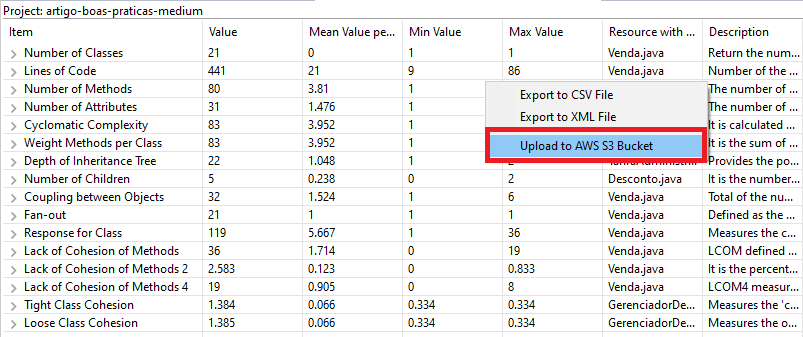 Project: artigo-boas-praticas-medium
Item Value Mean Value pe... Min Value Max Value Resource with ... Description
Number of Classes 21 0 1 1 Venda.java Return the num...
Lines of Code 441 21 9 86 Venda.java Number of the ...
Number of Methods 80 3.81 1 The number of ...
Export to CSV File
Number of Attributes 31 1.476 1 The number of ...
Export to XML File
Cyclomatic Complexity 83 3.952 1 It is calculated ...
Weight Methods per Class 83 3.952 1 It is the sum of ...
Upload to AWS S3 Bucket
Depth of Inheritance Tree 22 1.048 1 Provides the po...
Number of Children 5 0.238 0 2 Desconto.java It is the number...
Coupling between Objects 32 1.524 1 6 Venda.java Total of the nu...
Fan-out 21 1 1 1 Venda.java Defined as the ...
Response for Class 119 5.667 1 36 Venda.java Measures the c...
Lack of Cohesion of Methods 36 1.714 0 19 Venda.java LCOM defined ...
Lack of Cohesion of Methods 2 2.583 0.123 0 0.833 Venda.java It is the percent...
Lack of Cohesion of Methods 4 19 0.905 0 8 Venda.java LCOM4 measur...
Tight Class Cohesion 1.384 0.066 0.334 0.334 GerenciadorDe... Measures the 'c...
Loose Class Cohesion 1.385 0.066 0.334 0.334 GerenciadorDe... Measures the o...